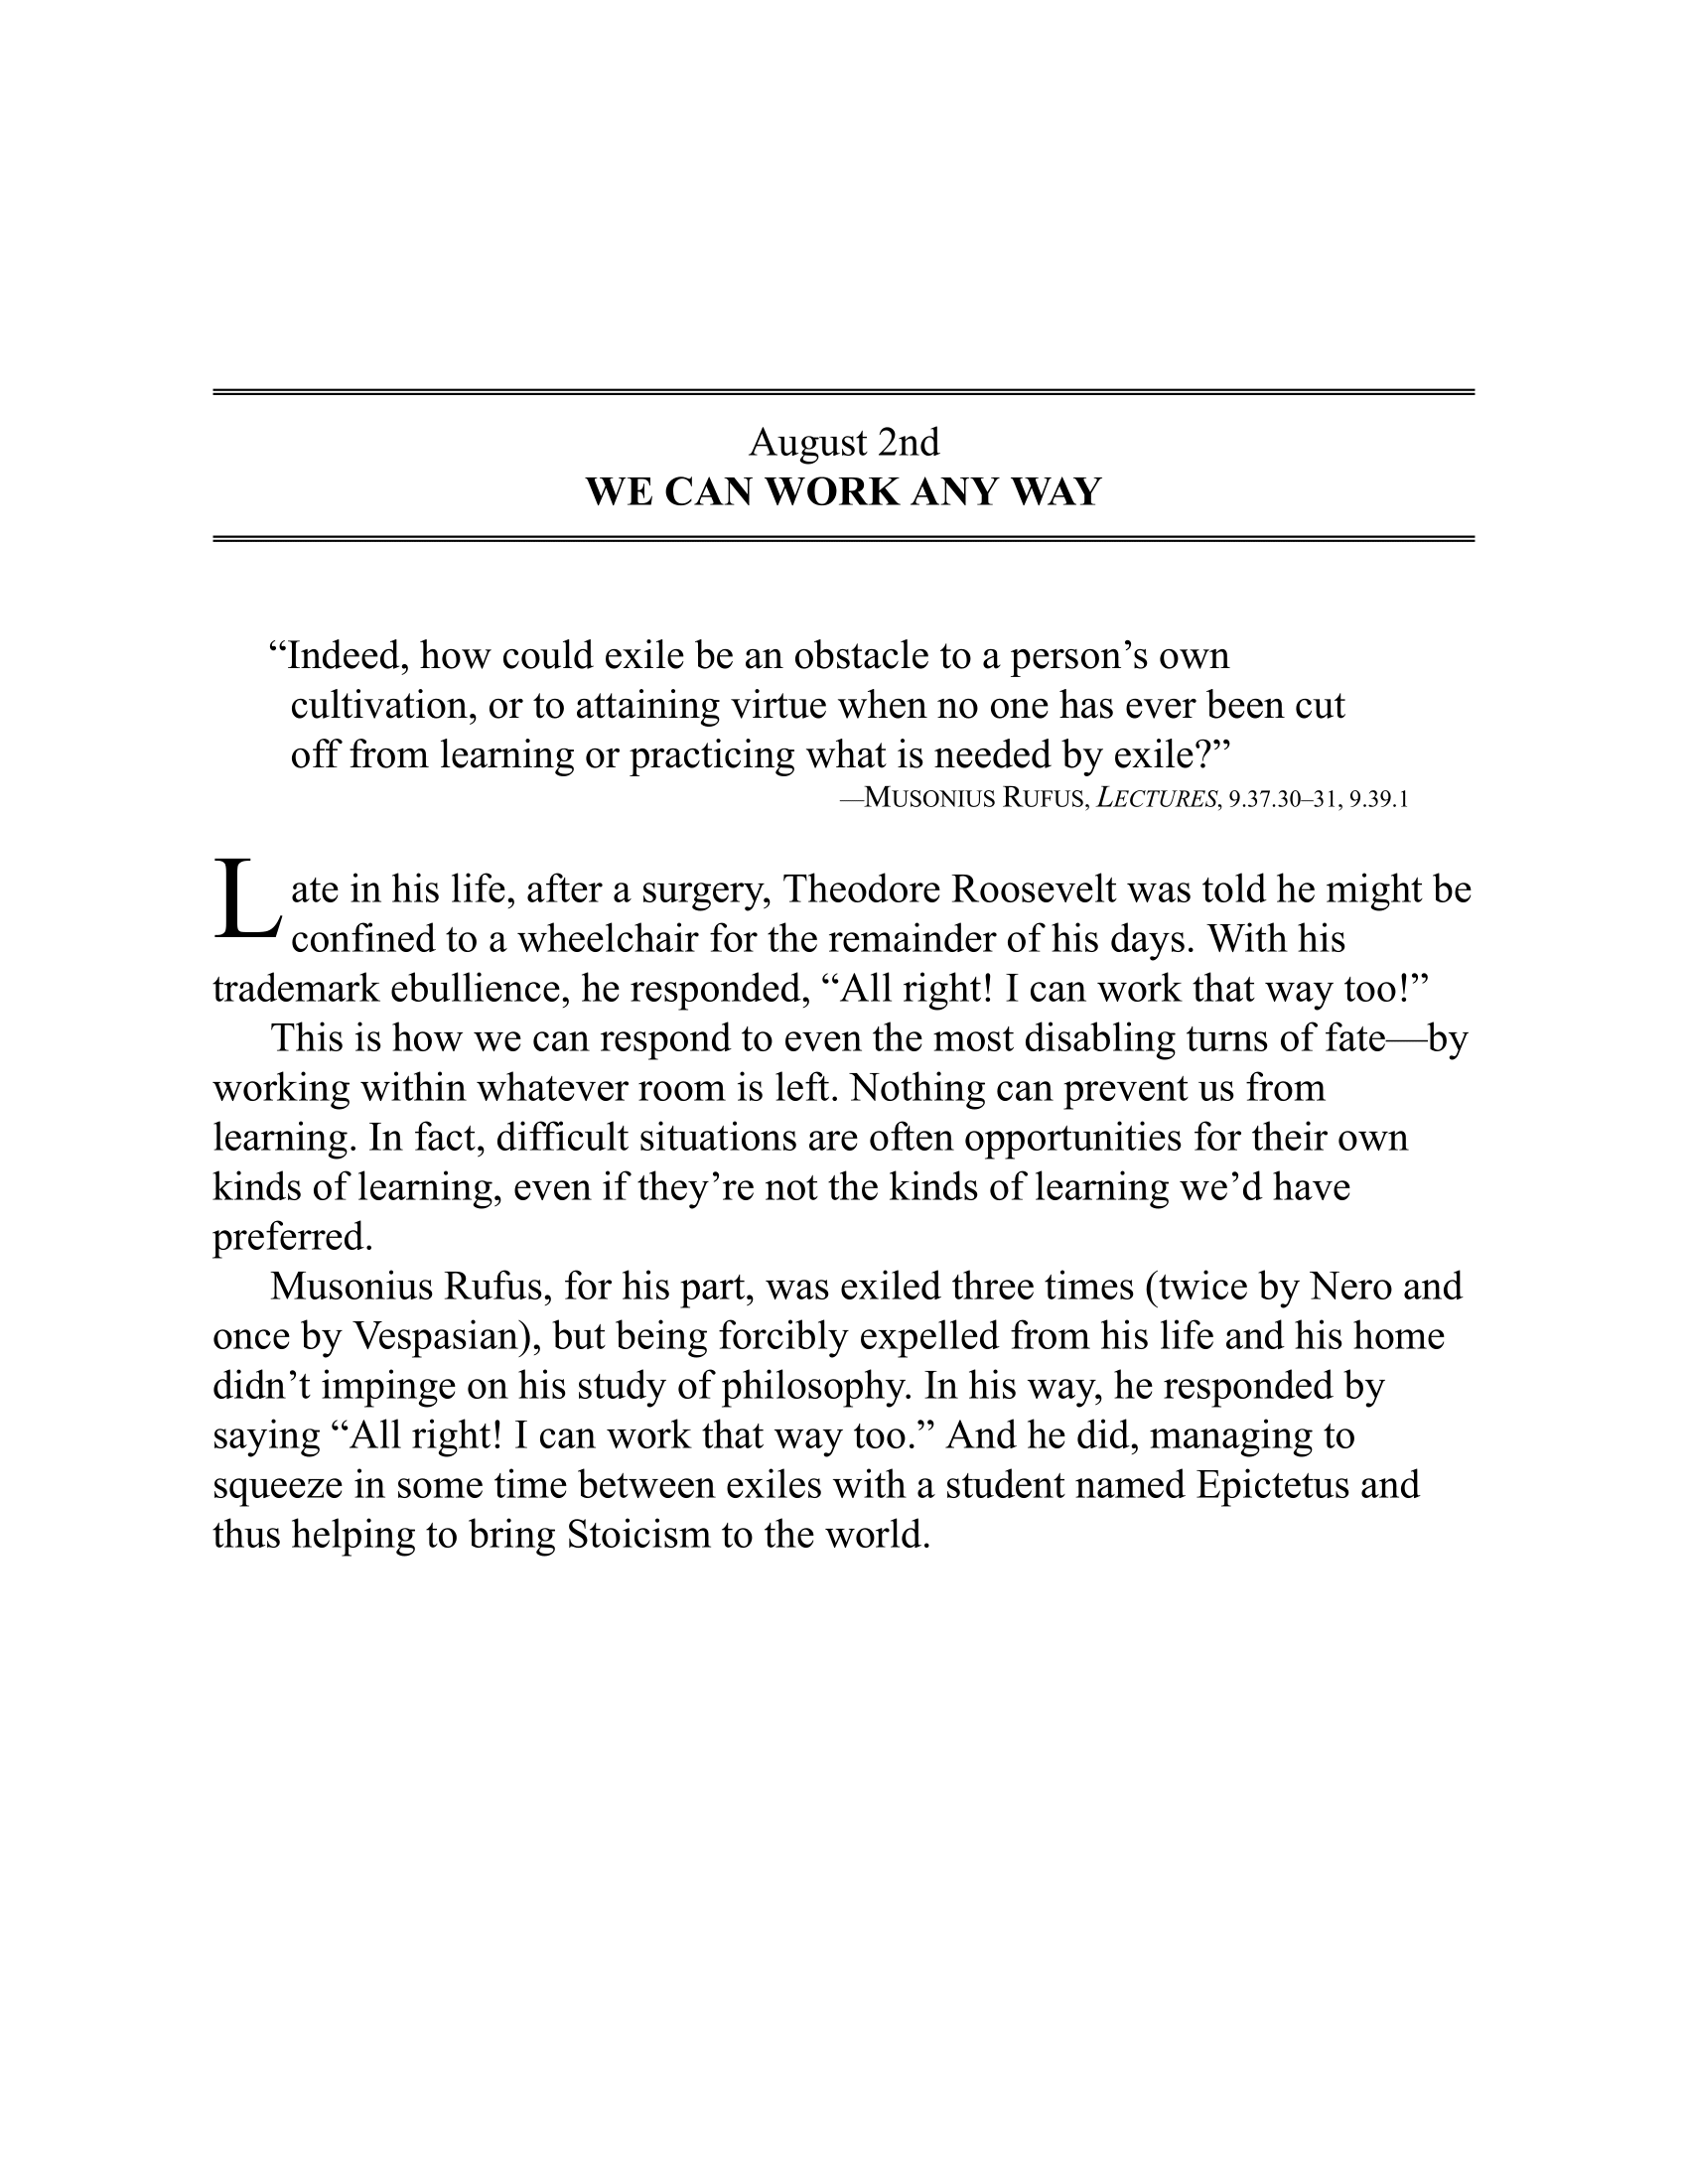 August 2nd
WE CAN WORK ANY WAY
“Indeed, how could exile be an obstacle to a person’s own
cultivation, or to attaining virtue when no one has ever been cut
off from learning or practicing what is needed by exile?”
—MUSONIUS RUFUS, LECTURES, 9.37.30–31, 9.39.1
Late in his life, after a surgery, Theodore Roosevelt was told he might be
confined to a wheelchair for the remainder of his days. With his
trademark ebullience, he responded, “All right! I can work that way too!”
This is how we can respond to even the most disabling turns of fate—by
working within whatever room is left. Nothing can prevent us from
learning. In fact, difficult situations are often opportunities for their own
kinds of learning, even if they’re not the kinds of learning we’d have
preferred.
Musonius Rufus, for his part, was exiled three times (twice by Nero and
once by Vespasian), but being forcibly expelled from his life and his home
didn’t impinge on his study of philosophy. In his way, he responded by
saying “All right! I can work that way too.” And he did, managing to
squeeze in some time between exiles with a student named Epictetus and
thus helping to bring Stoicism to the world.